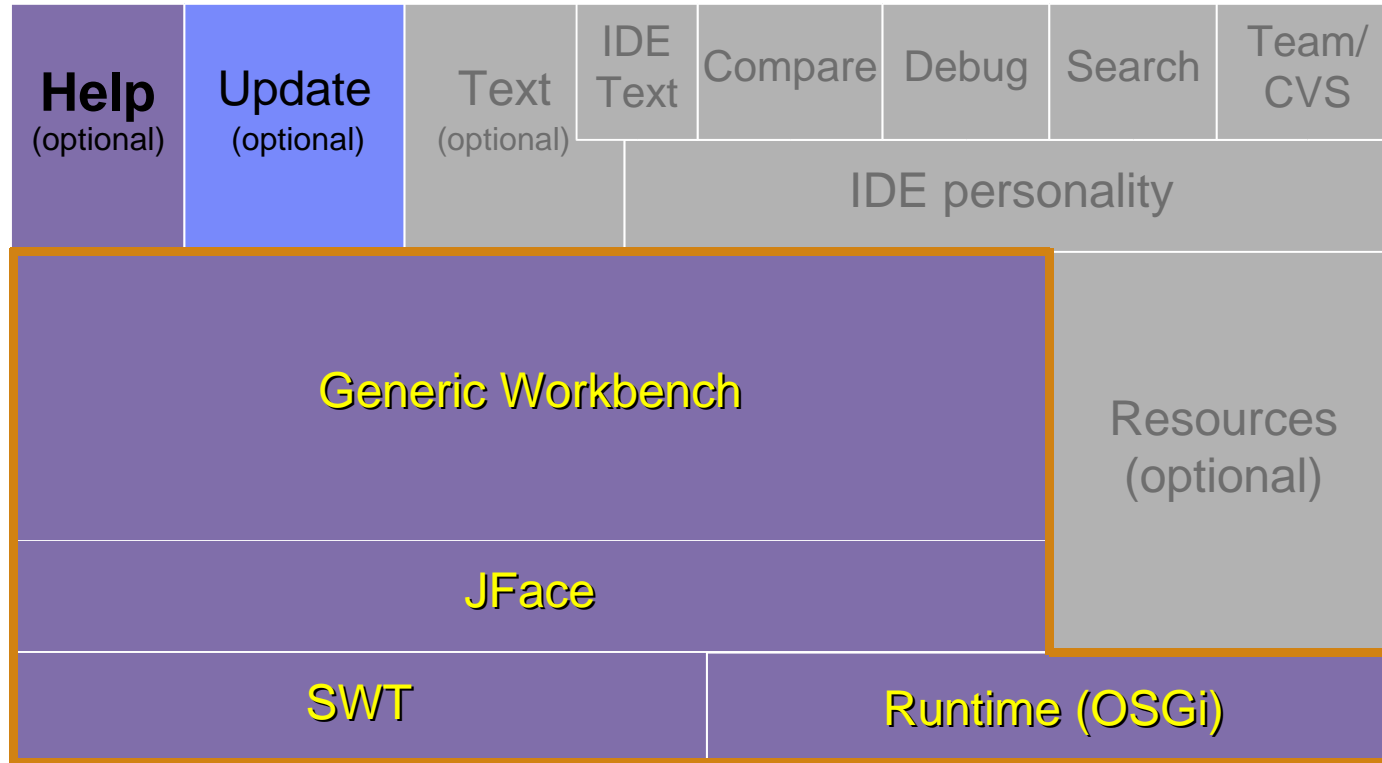 Help
(optional)
Update
(optional)
Text
(optional)
IDE
Text
Compare
Debug
Search
Team/
CVS
IDE personality
Generic Workbench
Resources
(optional)
JFace
SWT
Runtime (OSGi)